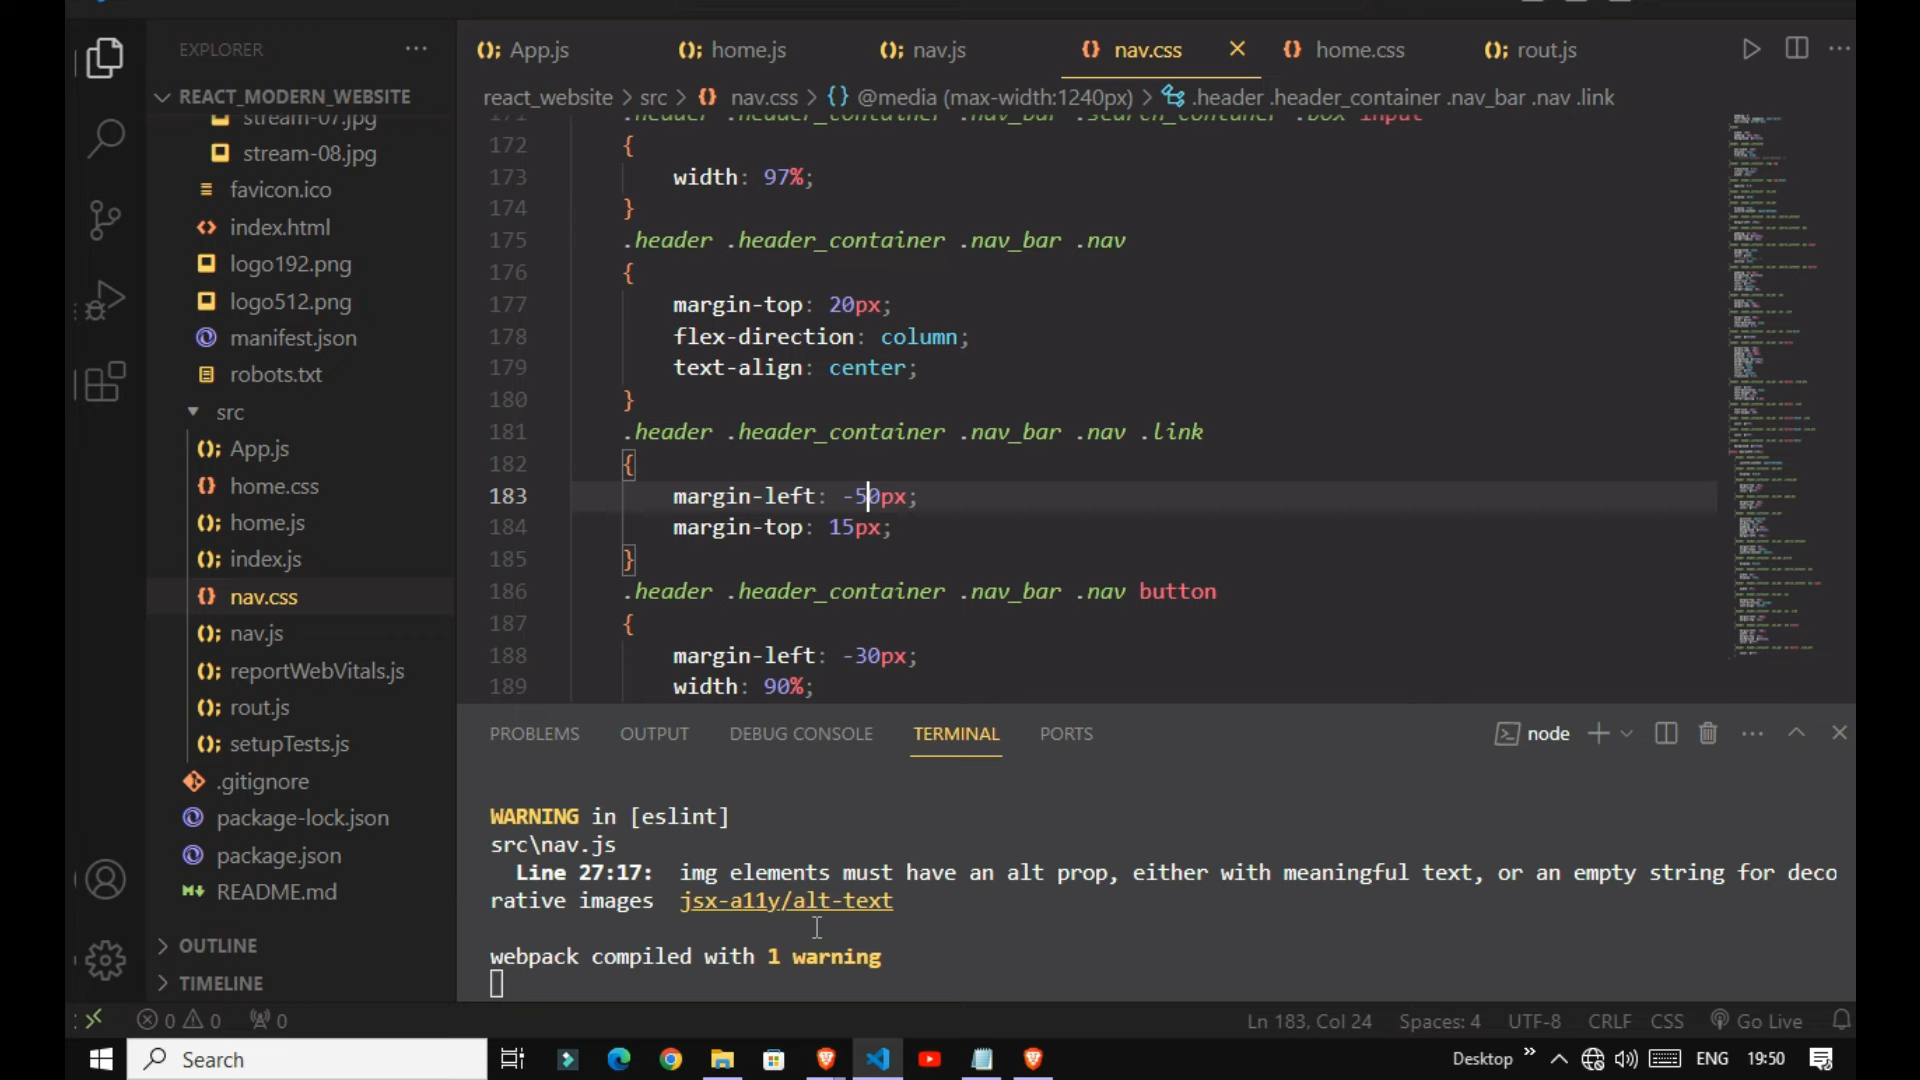 EXPLORER
REACT_MODERN_WEBSITE
stream-07.jpg
stream-08.jpg
favicon.ico
index.html
logo192.png
logo512.png
manifest.json
robots.txt
src
App.js
home.css
home.js
index.js
nav.css
nav.js
reportWebVitals.js
rout.js
setupTests.js
.gitignore
package-lock.json
package.json
README.md
OUTLINE
TIMELINE
App.js home.js nav.js nav.css home.css rout.js
react_website > src > nav.css > {} @media (max-width:1240px) > .header .header_container .nav_bar .nav .link
171 .header .header_container .nav_bar .search_contaner .box input
172 {
173 width: 97%;
174 }
175 .header .header_container .nav_bar .nav
176 {
177 margin-top: 20px;
178 flex-direction: column;
179 text-align: center;
180 }
181 .header .header_container .nav_bar .nav .link
182 {
183 margin-left: -50px;
184 margin-top: 15px;
185 }
186 .header .header_container .nav_bar .nav button
187 {
188 margin-left: -30px;
189 width: 90%;
PROBLEMS OUTPUT DEBUG CONSOLE TERMINAL PORTS node
WARNING in [eslint]
src\nav.js
Line 27:17: img elements must have an alt prop, either with meaningful text, or an empty string for deco
rative images jsx-a11y/alt-text
webpack compiled with 1 warning
0 0 0 Ln 183, Col 24 Spaces: 4 UTF-8 CRLF CSS Go Live
Search Desktop ENG 19:50